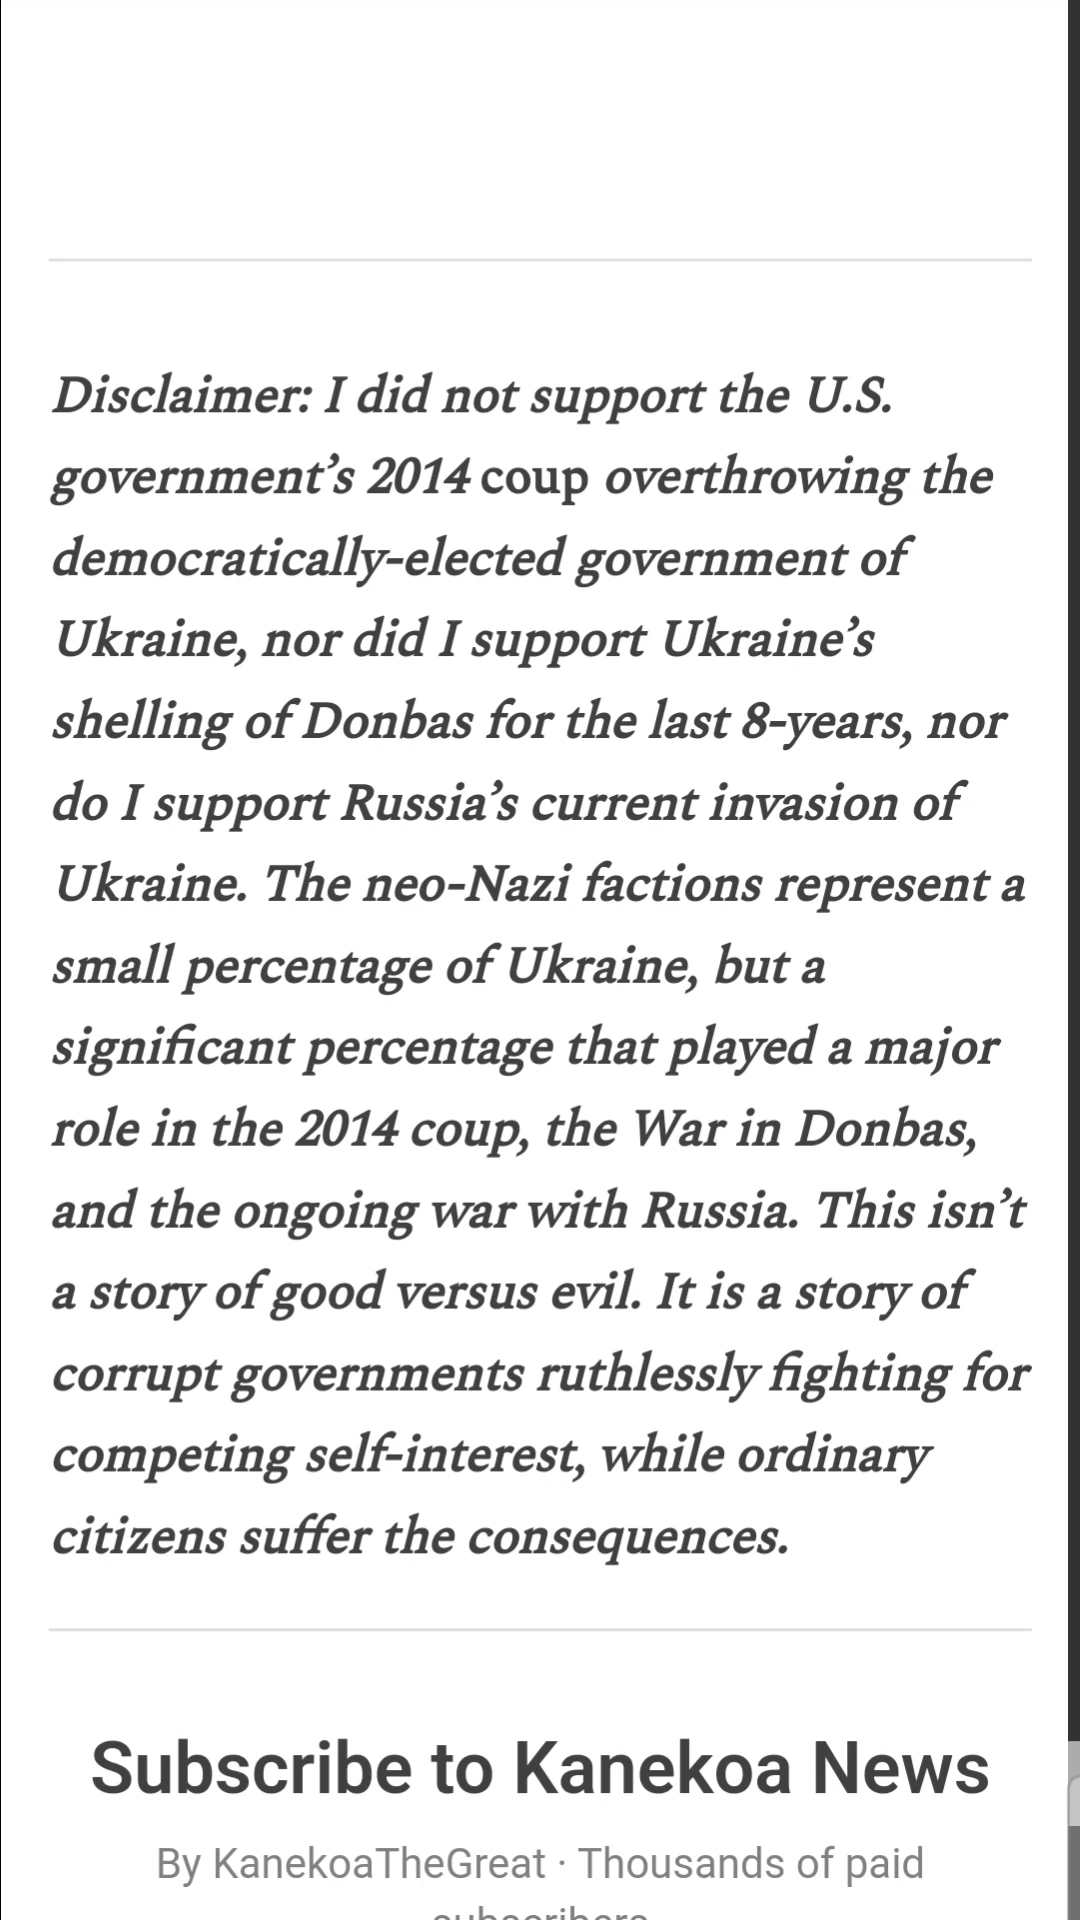 Disclaimer: I did not support the U.S.
government’s 2014 coup overthrowing the
democratically-elected government of
Ukraine, nor did I support Ukraine’s
shelling of Donbas for the last 8-years, nor
do I support Russia’s current invasion of
Ukraine. The neo-Nazi factions represent a
small percentage of Ukraine, but a
significant percentage that played a major
role in the 2014 coup, the War in Donbas,
and the ongoing war with Russia. This isn’t
a story of good versus evil. It is a story of
corrupt governments ruthlessly fighting for
competing self-interest, while ordinary
citizens suffer the consequences.
Subscribe to Kanekoa News
By KanekoaTheGreat · Thousands of paid
subscribers